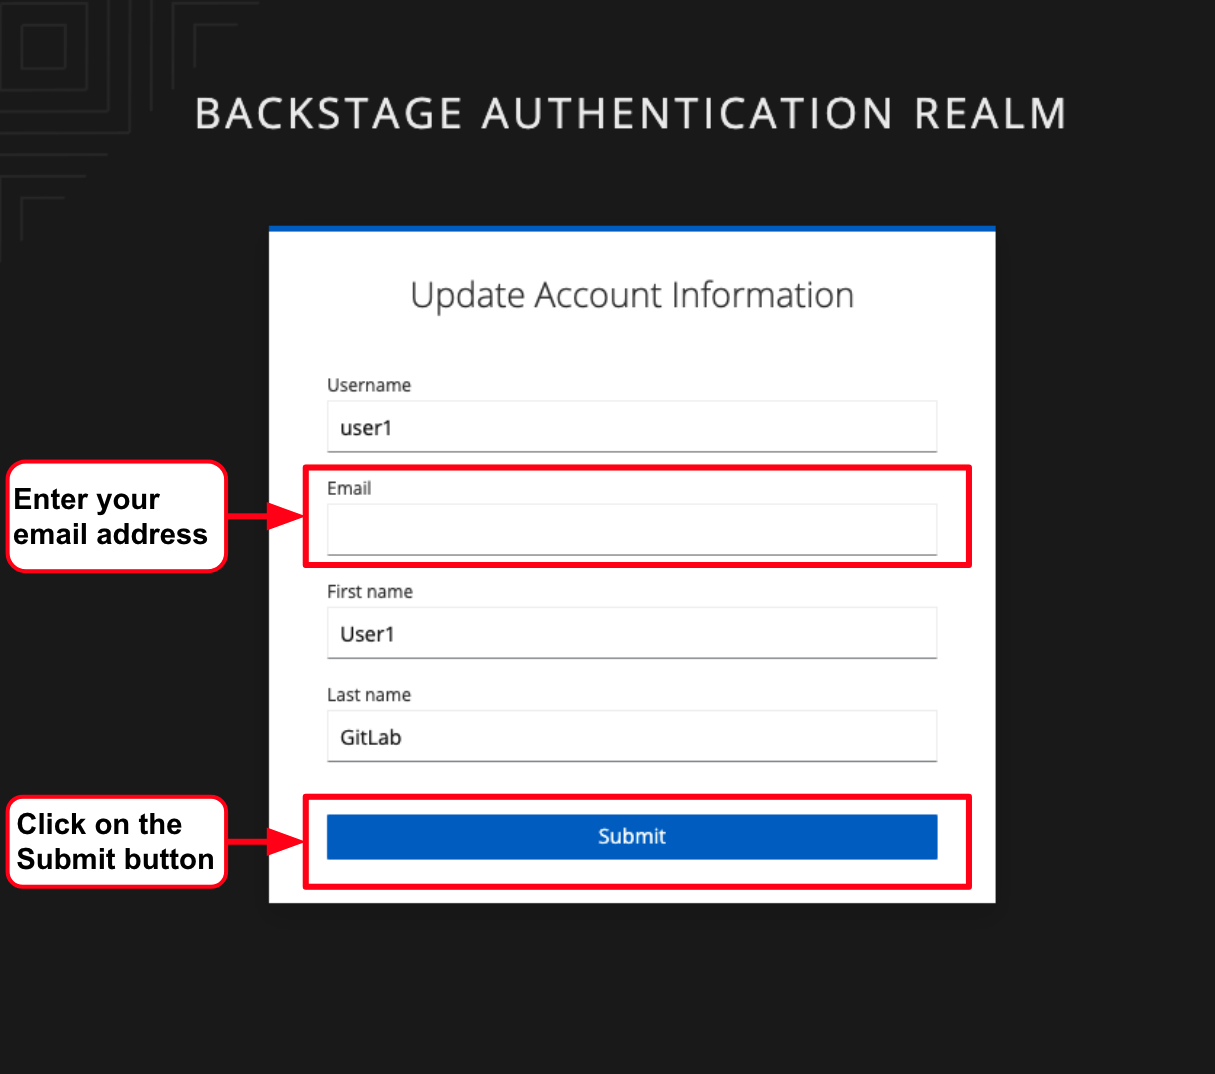 BACKSTAGE AUTHENTICATION REALM
Update Account Information
Username
user1
Enter your
email address
Email
First name
User1
Last name
GitLab
Click on the
Submit button
Submit